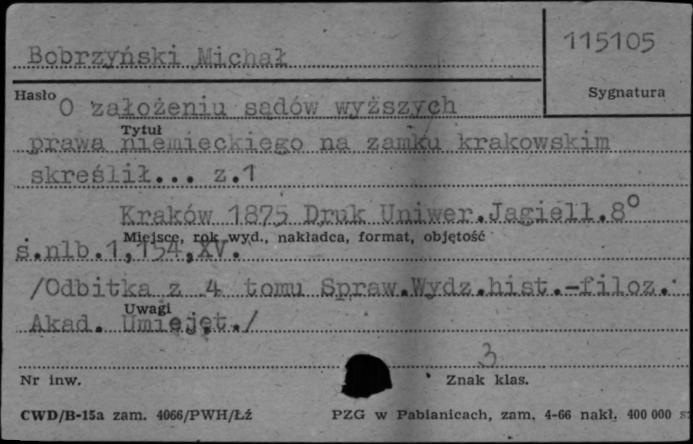 115105
Bobrzyński Michał
Sygnatura
Hasło
O założeniu sądów wyższych
Tytuł
prawa niemieckiego na zamku krakowskim
skreślił... z.1
Kraków 1875 Druk Uniwer.Jagiell.8°
Miejsce, rok wyd., nakładca, format, objętość
s.nlb.1,154,XV.
/Odbitka z 4 tomu Spraw.Wydz.hist.-filoz.
Uwagi
Akad. Umiejęt./
3
Nr inw.
Znak klas.
CWD/B-15a zam. 4066/PWH/Łź
PZG w Pabianicach, zam. 4-66 nakł. 400 000